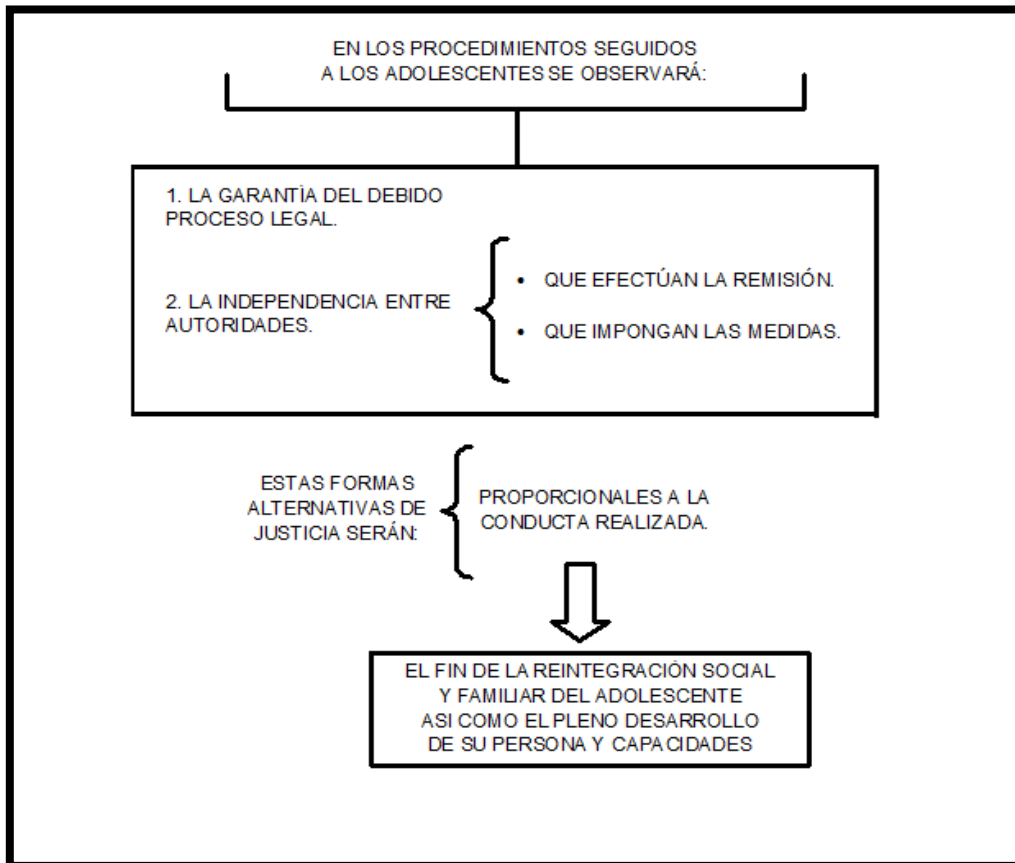 EN LOS PROCEDIMIENTOS SEGUIDOS
A LOS ADOLESCENTES SE OBSERVARÁ:
1. LA GARANTÌA DEL DEBIDO
PROCESO LEGAL.
2. LA INDEPENDENCIA ENTRE
AUTORIDADES.
• QUE EFECTÚAN LA REMISIÓN.
• QUE IMPONGAN LAS MEDIDAS.
ESTAS FORMAS
ALTERNATIVAS DE
JUSTICIA SERÁN:
PROPORCIONALES A LA
CONDUCTA REALIZADA.
EL FIN DE LA REINTEGRACIÓN SOCIAL
Y FAMILIAR DEL ADOLESCENTE
ASI COMO EL PLENO DESARROLLO
DE SU PERSONA Y CAPACIDADES